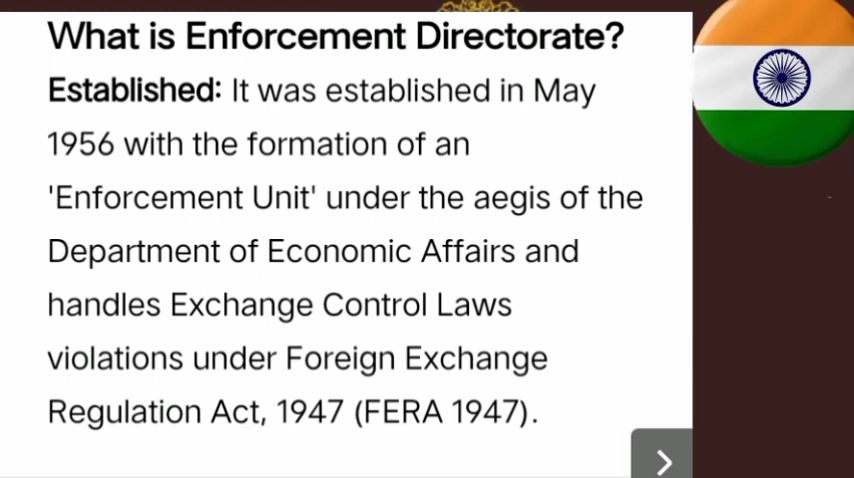 What is Enforcement Directorate?
Established: It was established in May
1956 with the formation of an
'Enforcement Unit' under the aegis of the
Department of Economic Affairs and
handles Exchange Control Laws
violations under Foreign Exchange
Regulation Act, 1947 (FERA 1947).